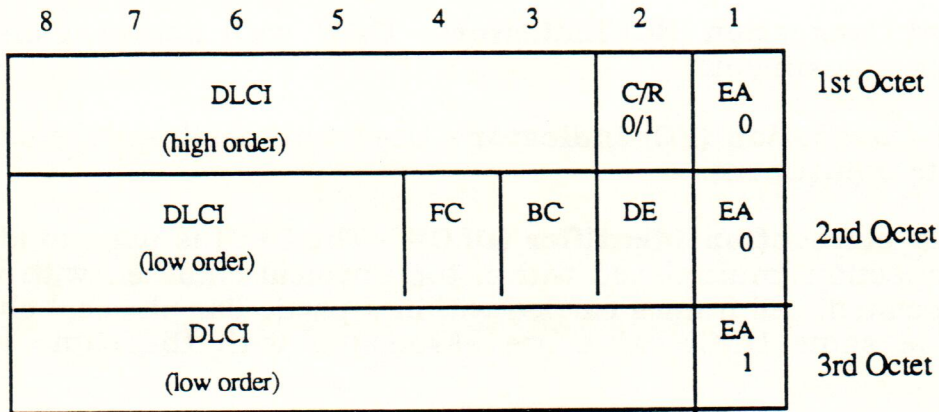 8 7 6 5 4 3 2 1
DLCI C/R EA 1st Octet
(high order) 0/1 0
DLCI FC BC DE EA 2nd Octet
(low order) 0
DLCI EA
(low order) 1 3rd Octet